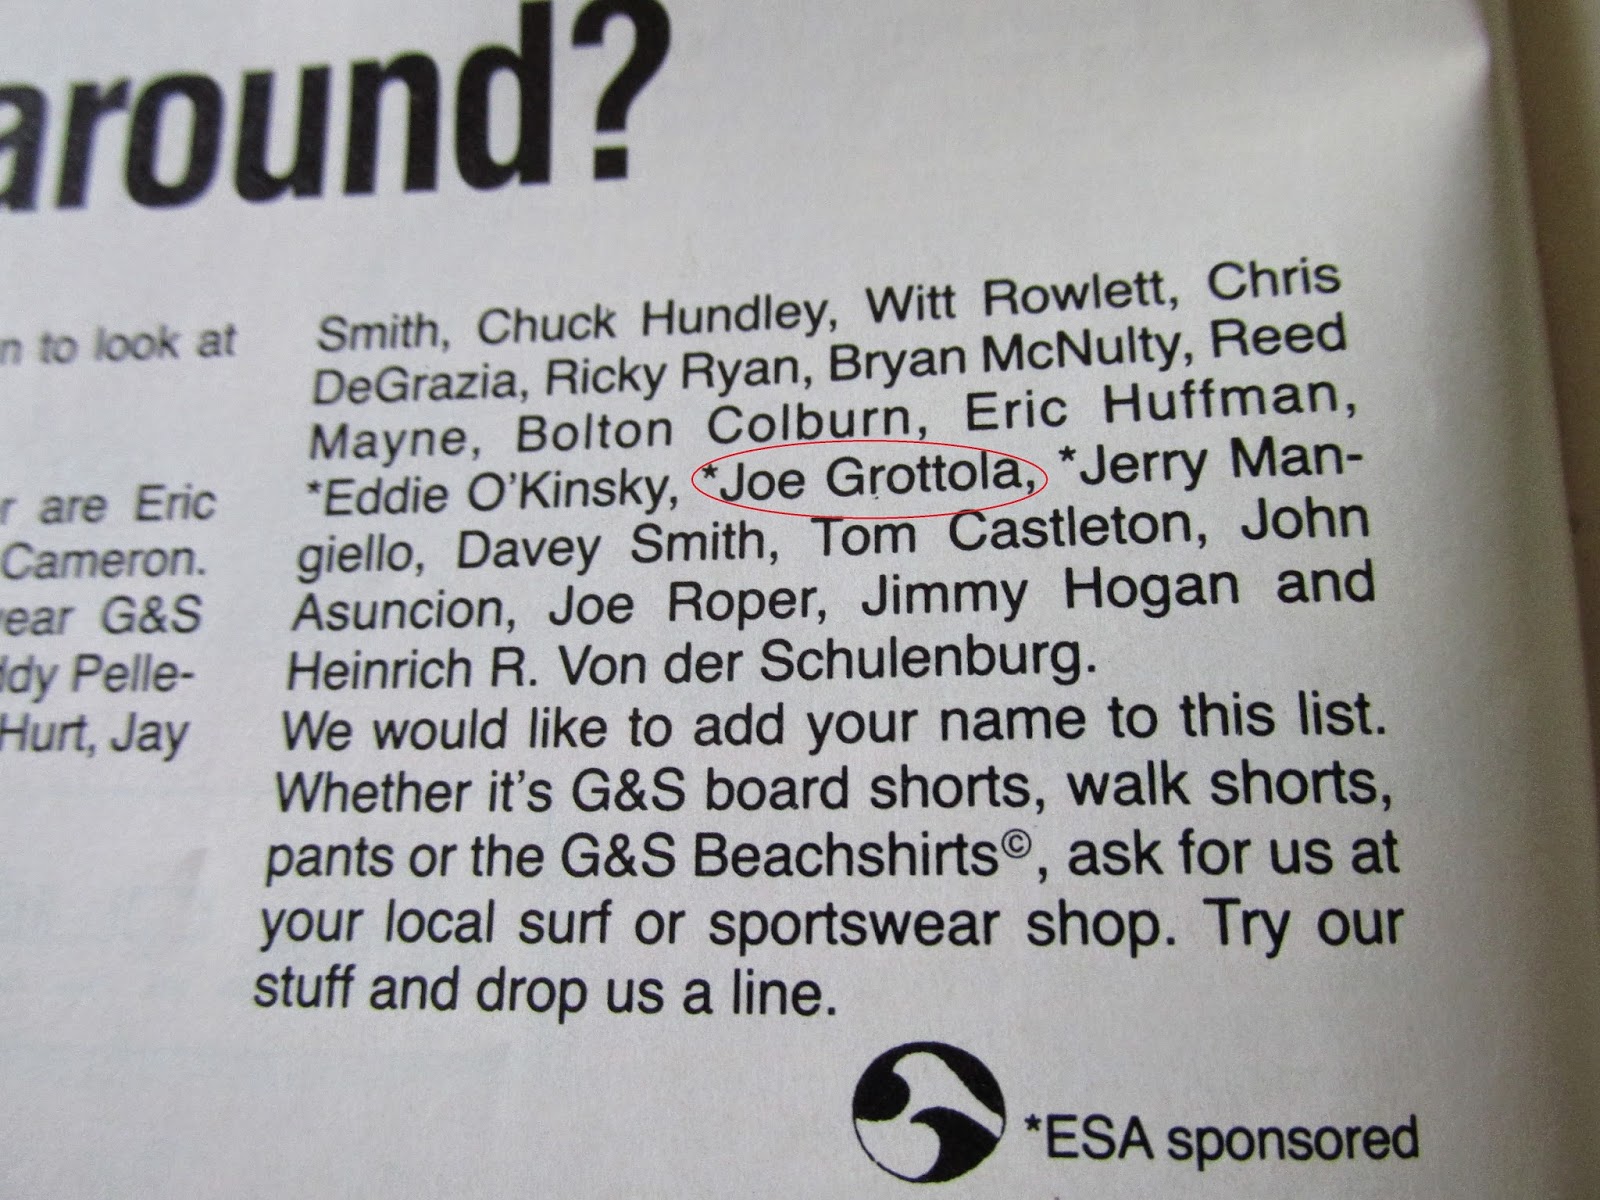 around?
to look at
are Eric
Cameron.
G&S
Pelle-
Hurt, Jay
Smith, Chuck Hundley, Witt Rowlett, Chris
DeGrazia, Ricky Ryan, Bryan McNulty, Reed
Mayne, Bolton Colburn, Eric Huffman,
*Eddie O'Kinsky, *Joe Grottola, *Jerry Man-
giello, Davey Smith, Tom Castleton, John
Asuncion, Joe Roper, Jimmy Hogan and
Heinrich R. Von der Schulenburg.
We would like to add your name to this list.
Whether it's G&S board shorts, walk shorts,
pants or the G&S Beachshirts©, ask for us at
your local surf or sportswear shop. Try our
stuff and drop us a line.
*ESA sponsored